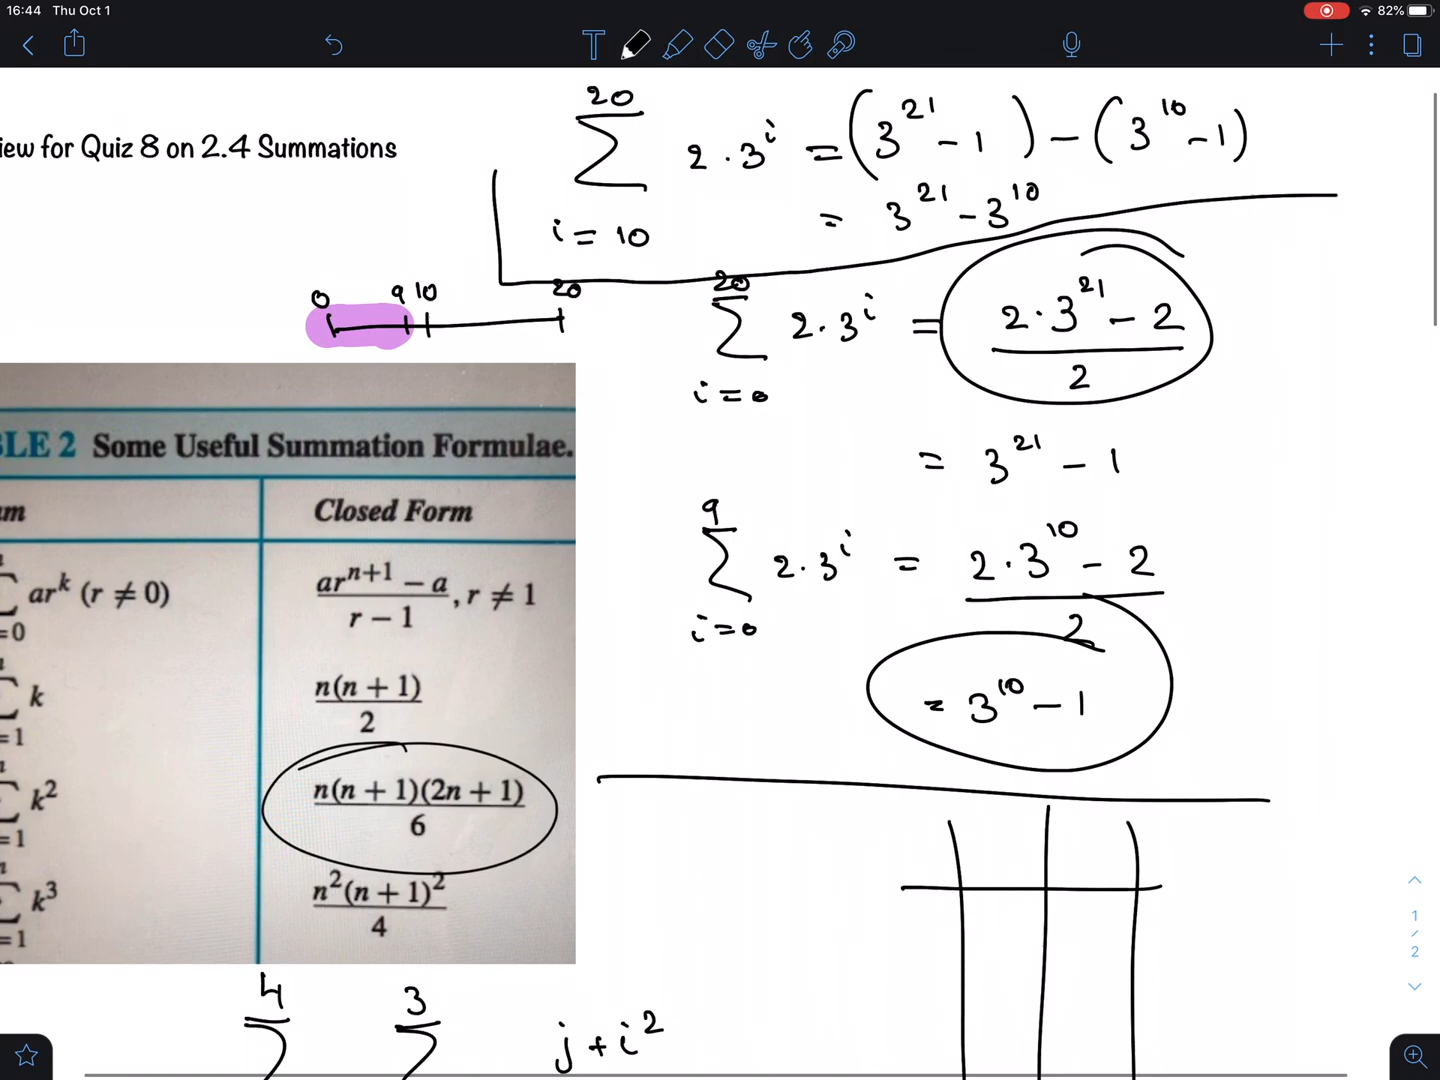 16:44 Thu Oct 1
82%
iew for Quiz 8 on 2.4 Summations
20
∑ 2·3^i = (3^21 - 1) - (3^10 - 1)
i = 10
= 3^21 - 3^10
0 9 10 20
20
∑ 2·3^i = (2·3^21 - 2)/2
i = 0
= 3^21 - 1
9
∑ 2·3^i = (2·3^10 - 2)/2
i = 0
= 3^10 - 1
BLE 2 Some Useful Summation Formulae.
um Closed Form
∑ ar^k (r ≠ 0) (ar^(n+1) - a)/(r - 1), r ≠ 1
=0
∑ k n(n + 1)/2
=1
∑ k^2 n(n + 1)(2n + 1)/6
=1
∑ k^3 n^2(n + 1)^2/4
=1
4 3
∑ ∑ j + i^2
1/2